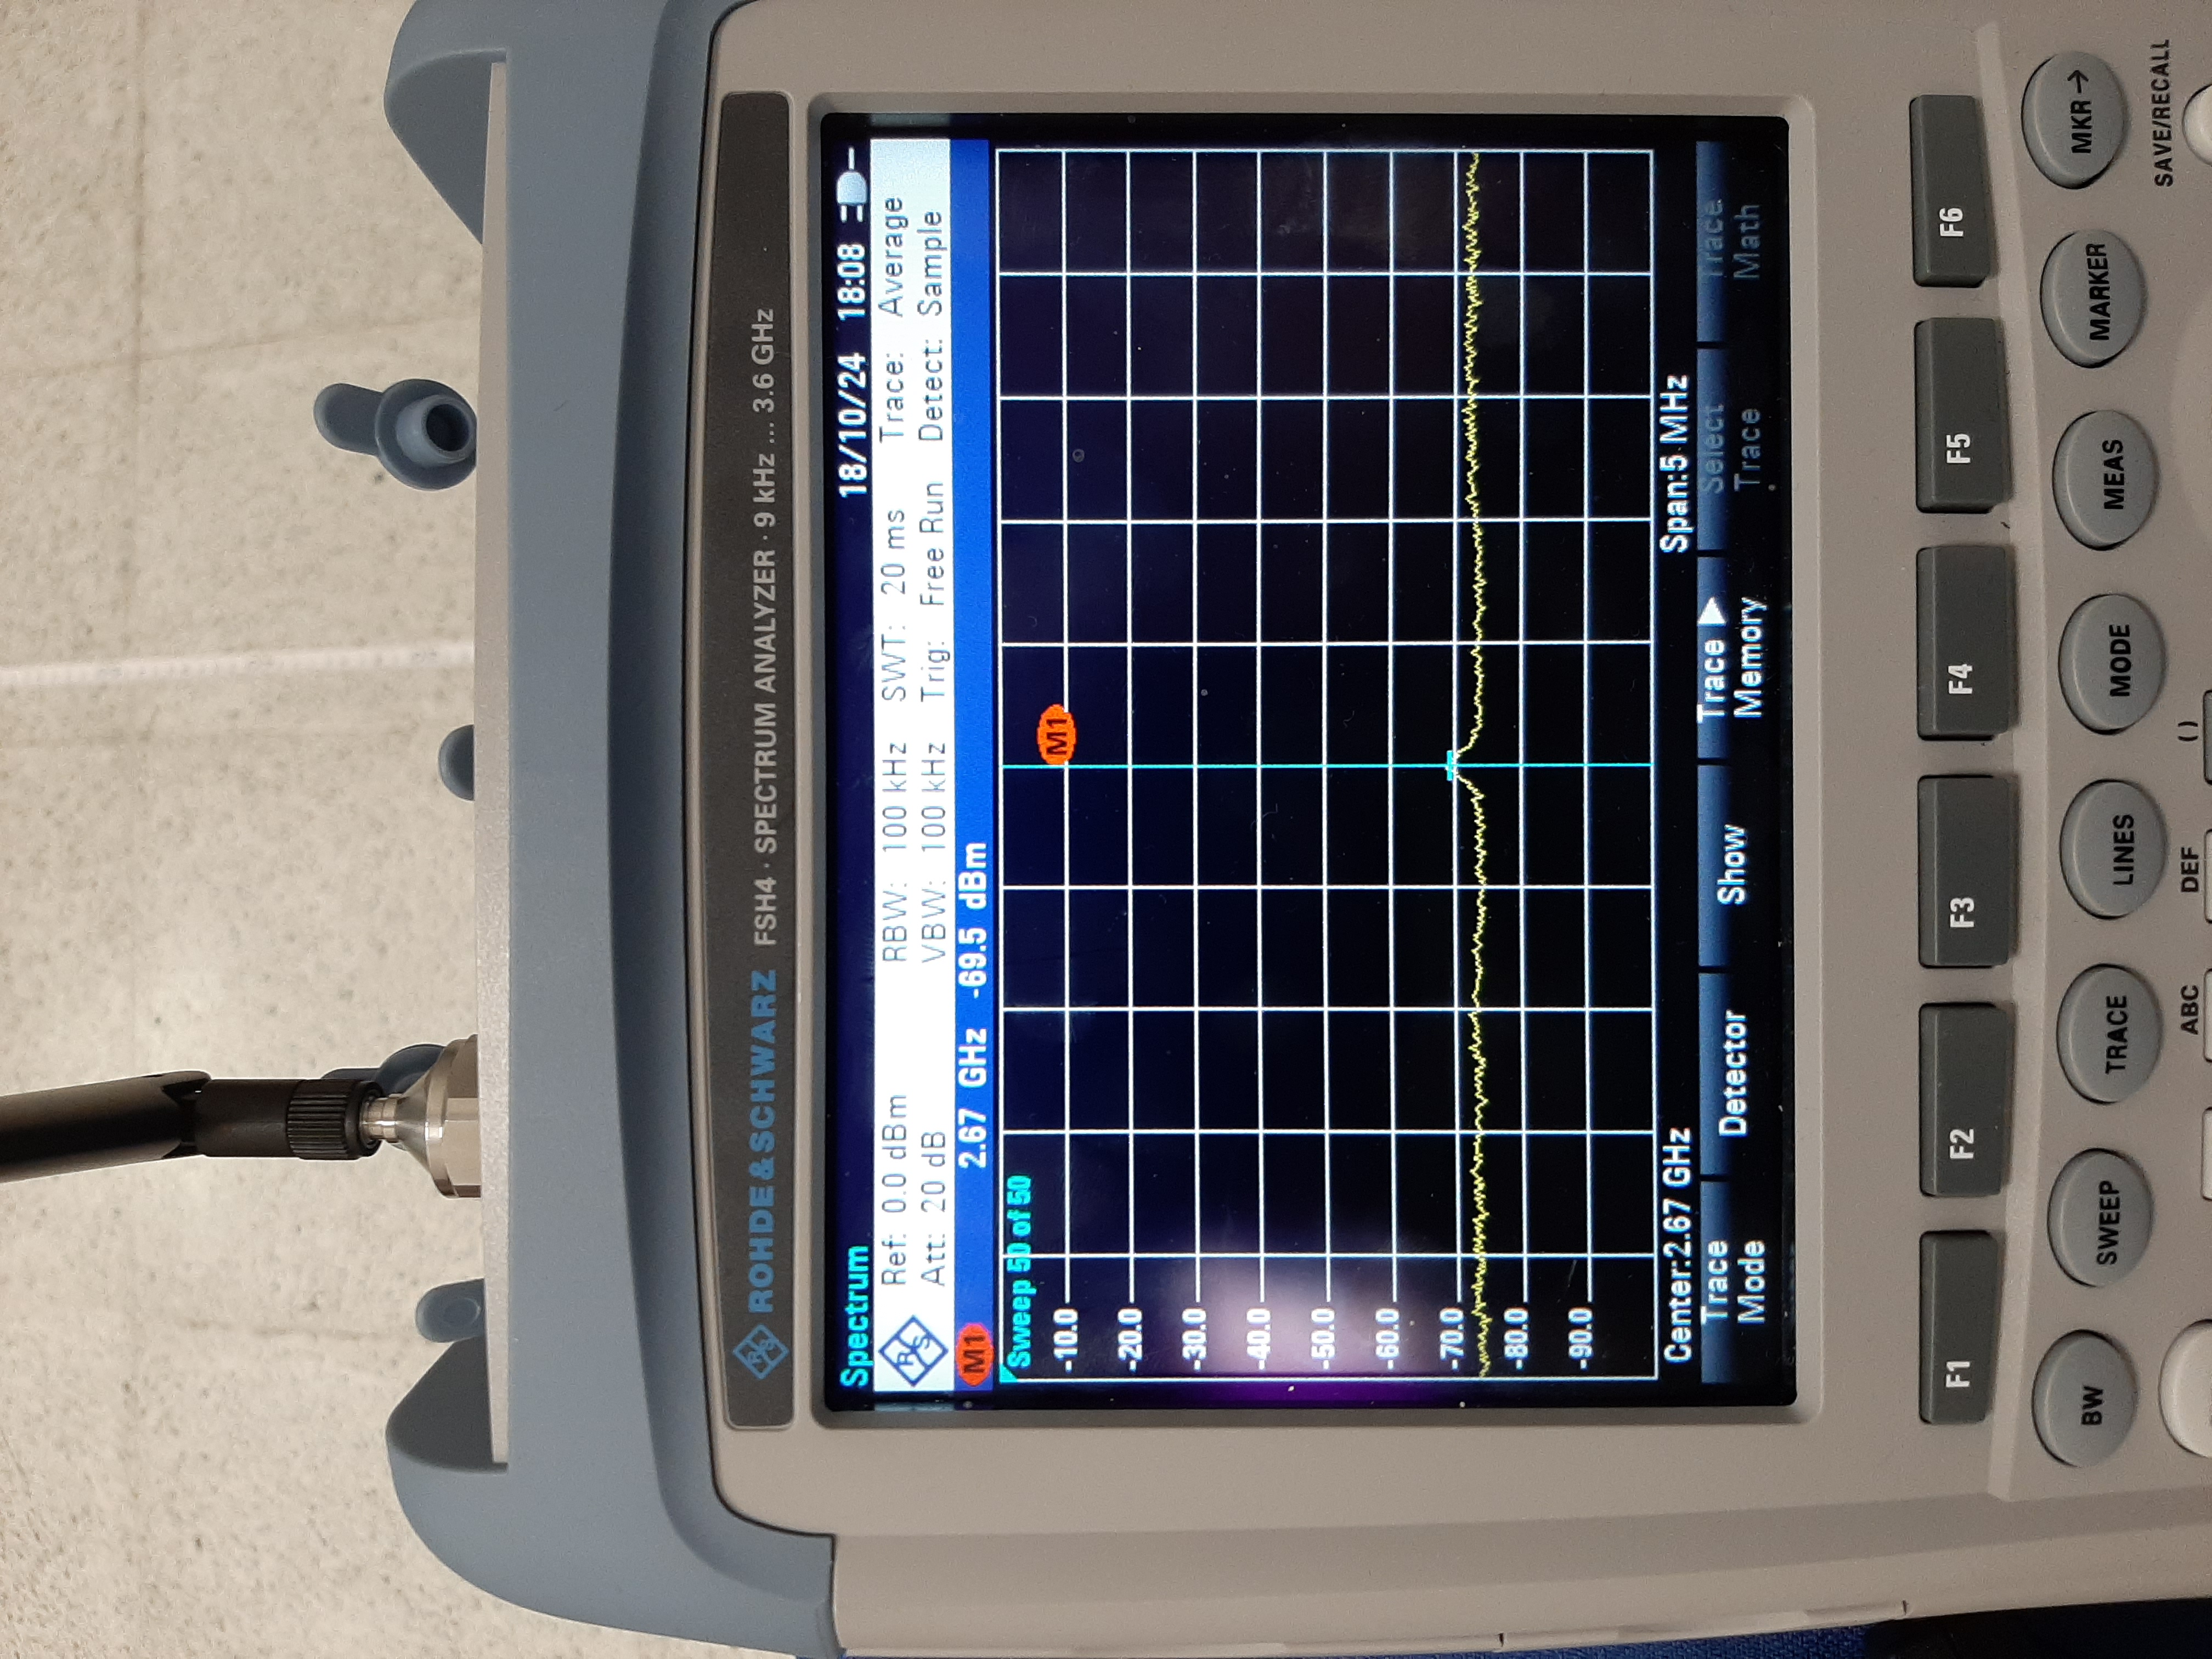 R S ROHDE & SCHWARZ FSH4 · SPECTRUM ANALYZER · 9 kHz ... 3.6 GHz
Spectrum 18/10/24 18:08
R S Ref: 0.0 dBm RBW: 100 kHz SWT: 20 ms Trace: Average
Att: 20 dB VBW: 100 kHz Trig: Free Run Detect: Sample
M1 2.67 GHz -69.5 dBm
Sweep 50 of 50
M1
-10.0
-20.0
-30.0
-40.0
-50.0
-60.0
-70.0
-80.0
-90.0
Center:2.67 GHz Span:5 MHz
Trace Mode Detector Show Trace ▶ Memory Select Trace Trace Math
F1 F2 F3 F4 F5 F6
BW SWEEP TRACE LINES MODE MEAS MARKER MKR→
SAVE/RECALL
ABC DEF ()